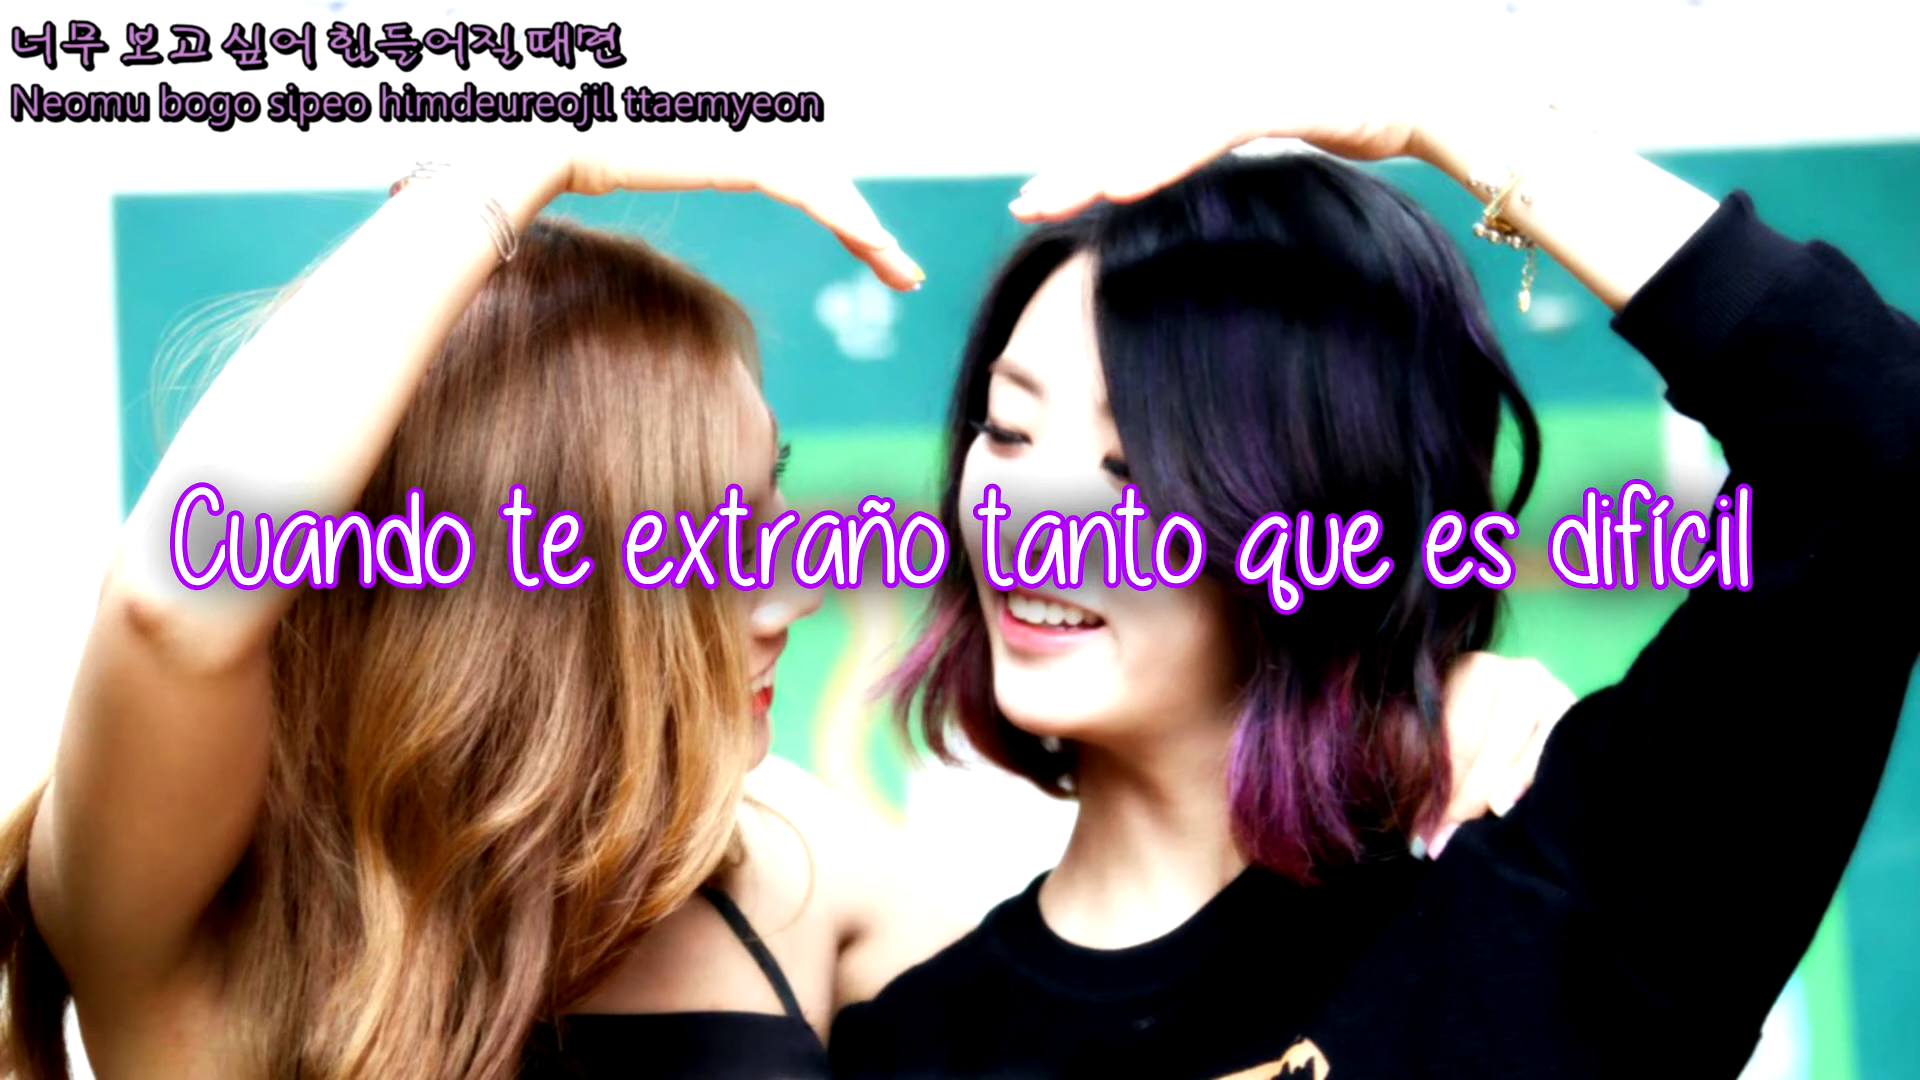 너무 보고 싶어 힘들어질 때면
Neomu bogo sipeo himdeureojil ttaemyeon
Cuando te extraño tanto que es difícil